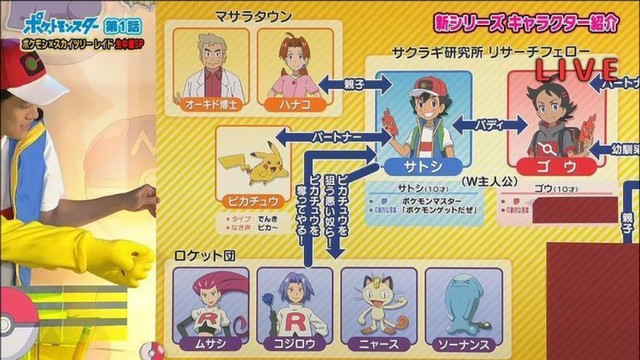 ポケットモンスター 第1話
ポケモン×スカイツリー レイド 生中継SP
新シリーズ キャラクター紹介
LIVE
マサラタウン
サクラギ研究所 リサーチフェロー
オーキド博士
ハナコ
親子
パートナー
バディ
サトシ
ゴウ
パートナ
幼馴染
ピカチュウ
タイプ：でんき
なき声：ピカ〜
(W主人公)
サトシ(10才)
夢 ポケモンマスター
「ポケモンゲットだぜ」
ゴウ(10才)
夢
親子
ピカチュウを
狙う悪い奴ら！
ピカチュウを
奪ってやる！
ロケット団
ムサシ
コジロウ
ニャース
ソーナンス